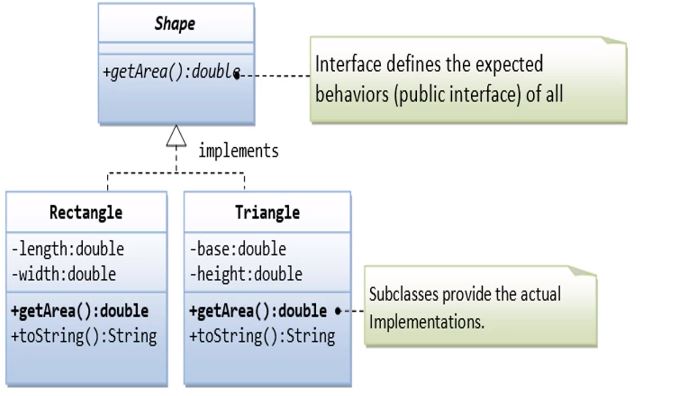 Shape
+getArea():double
Interface defines the expected
behaviors (public interface) of all
implements
Rectangle
-length:double
-width:double
+getArea():double
+toString():String
Triangle
-base:double
-height:double
+getArea():double
+toString():String
Subclasses provide the actual
Implementations.